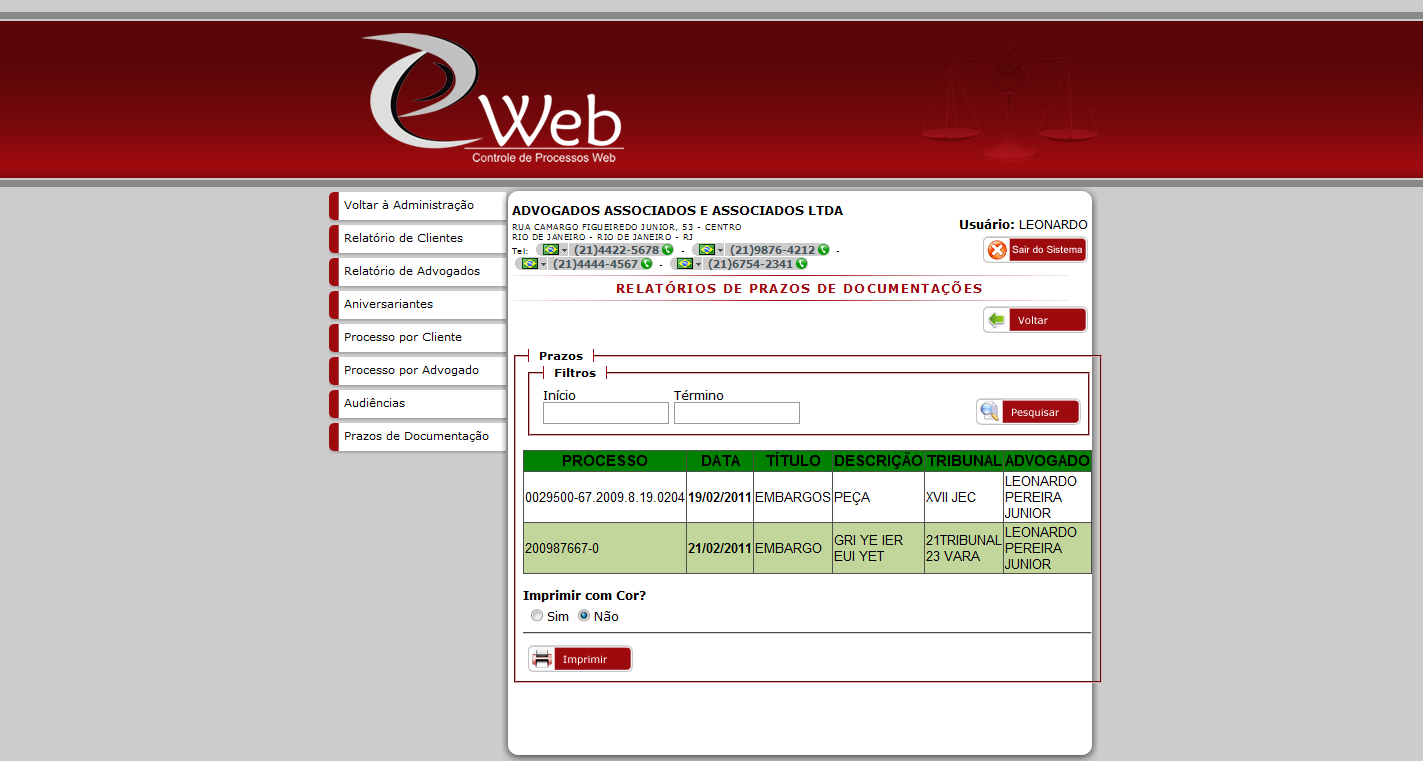 Web
Controle de Processos Web
Voltar à Administração
Relatório de Clientes
Relatório de Advogados
Aniversariantes
Processo por Cliente
Processo por Advogado
Audiências
Prazos de Documentação
ADVOGADOS ASSOCIADOS E ASSOCIADOS LTDA
RUA CAMARGO FIGUEIREDO JUNIOR, 53 - CENTRO
RIO DE JANEIRO - RIO DE JANEIRO - RJ
Tel: (21)4422-5678 - (21)9876-4212 -
(21)4444-4567 - (21)6754-2341
Usuário: LEONARDO
Sair do Sistema
RELATÓRIOS DE PRAZOS DE DOCUMENTAÇÕES
Voltar
Prazos
Filtros
Início Término
Pesquisar
PROCESSO DATA TÍTULO DESCRIÇÃO TRIBUNAL ADVOGADO
0029500-67.2009.8.19.0204 19/02/2011 EMBARGOS PEÇA XVII JEC LEONARDO
PEREIRA
JUNIOR
200987667-0 21/02/2011 EMBARGO GRI YE IER
EUI YET
21TRIBUNAL
23 VARA
LEONARDO
PEREIRA
JUNIOR
Imprimir com Cor?
Sim Não
Imprimir